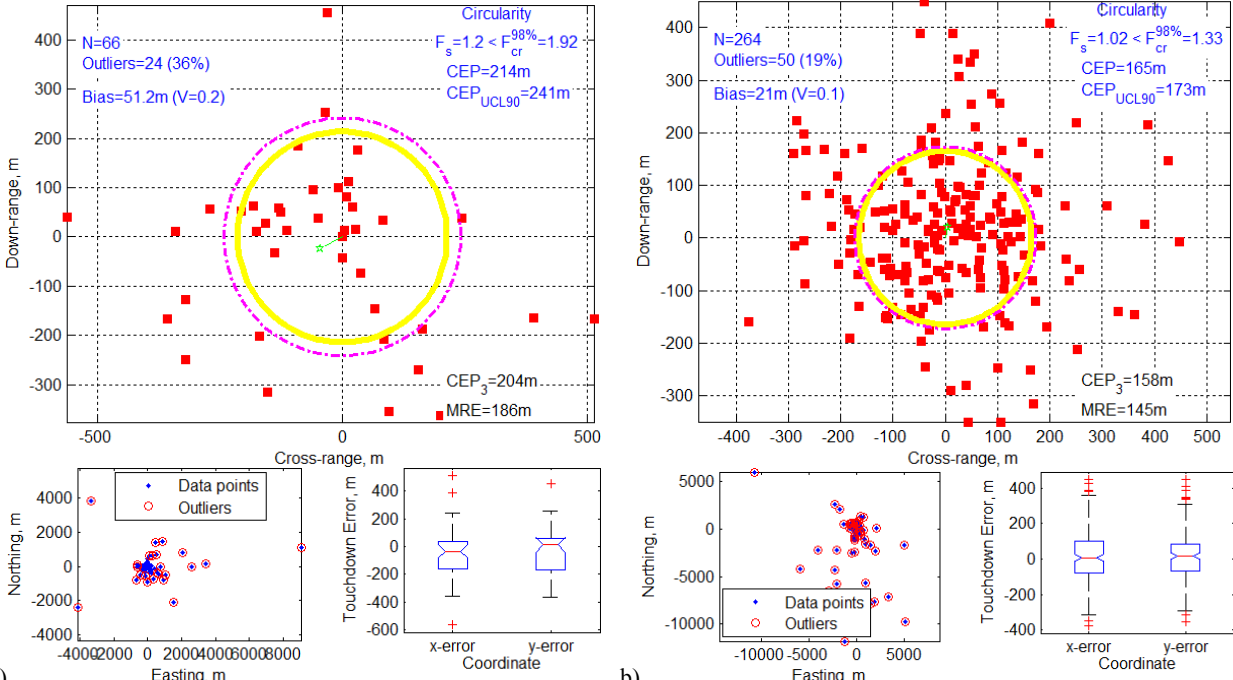 N=66
Outliers=24 (36%)
Bias=51.2m (V=0.2)
Circularity
F_s=1.2 < F_cr^98%=1.92
CEP=214m
CEP_UCL90=241m
CEP_3=204m
MRE=186m
400
300
200
100
0
-100
-200
-300
Down-range, m
-500
0
500
Cross-range, m
4000
2000
0
-2000
-4000
Northing, m
Data points
Outliers
-4000
-2000
0
2000
4000
6000
8000
Easting, m
400
200
0
-200
-400
-600
Touchdown Error, m
x-error
y-error
Coordinate
)
N=264
Outliers=50 (19%)
Bias=21m (V=0.1)
Circularity
F_s=1.02 < F_cr^98%=1.33
CEP=165m
CEP_UCL90=173m
CEP_3=158m
MRE=145m
400
300
200
100
0
-100
-200
-300
Down-range, m
-400
-300
-200
-100
0
100
200
300
400
500
Cross-range, m
5000
0
-5000
-10000
Northing, m
Data points
Outliers
-10000
-5000
0
5000
Easting, m
400
200
0
-200
-400
Touchdown Error, m
x-error
y-error
Coordinate
b)